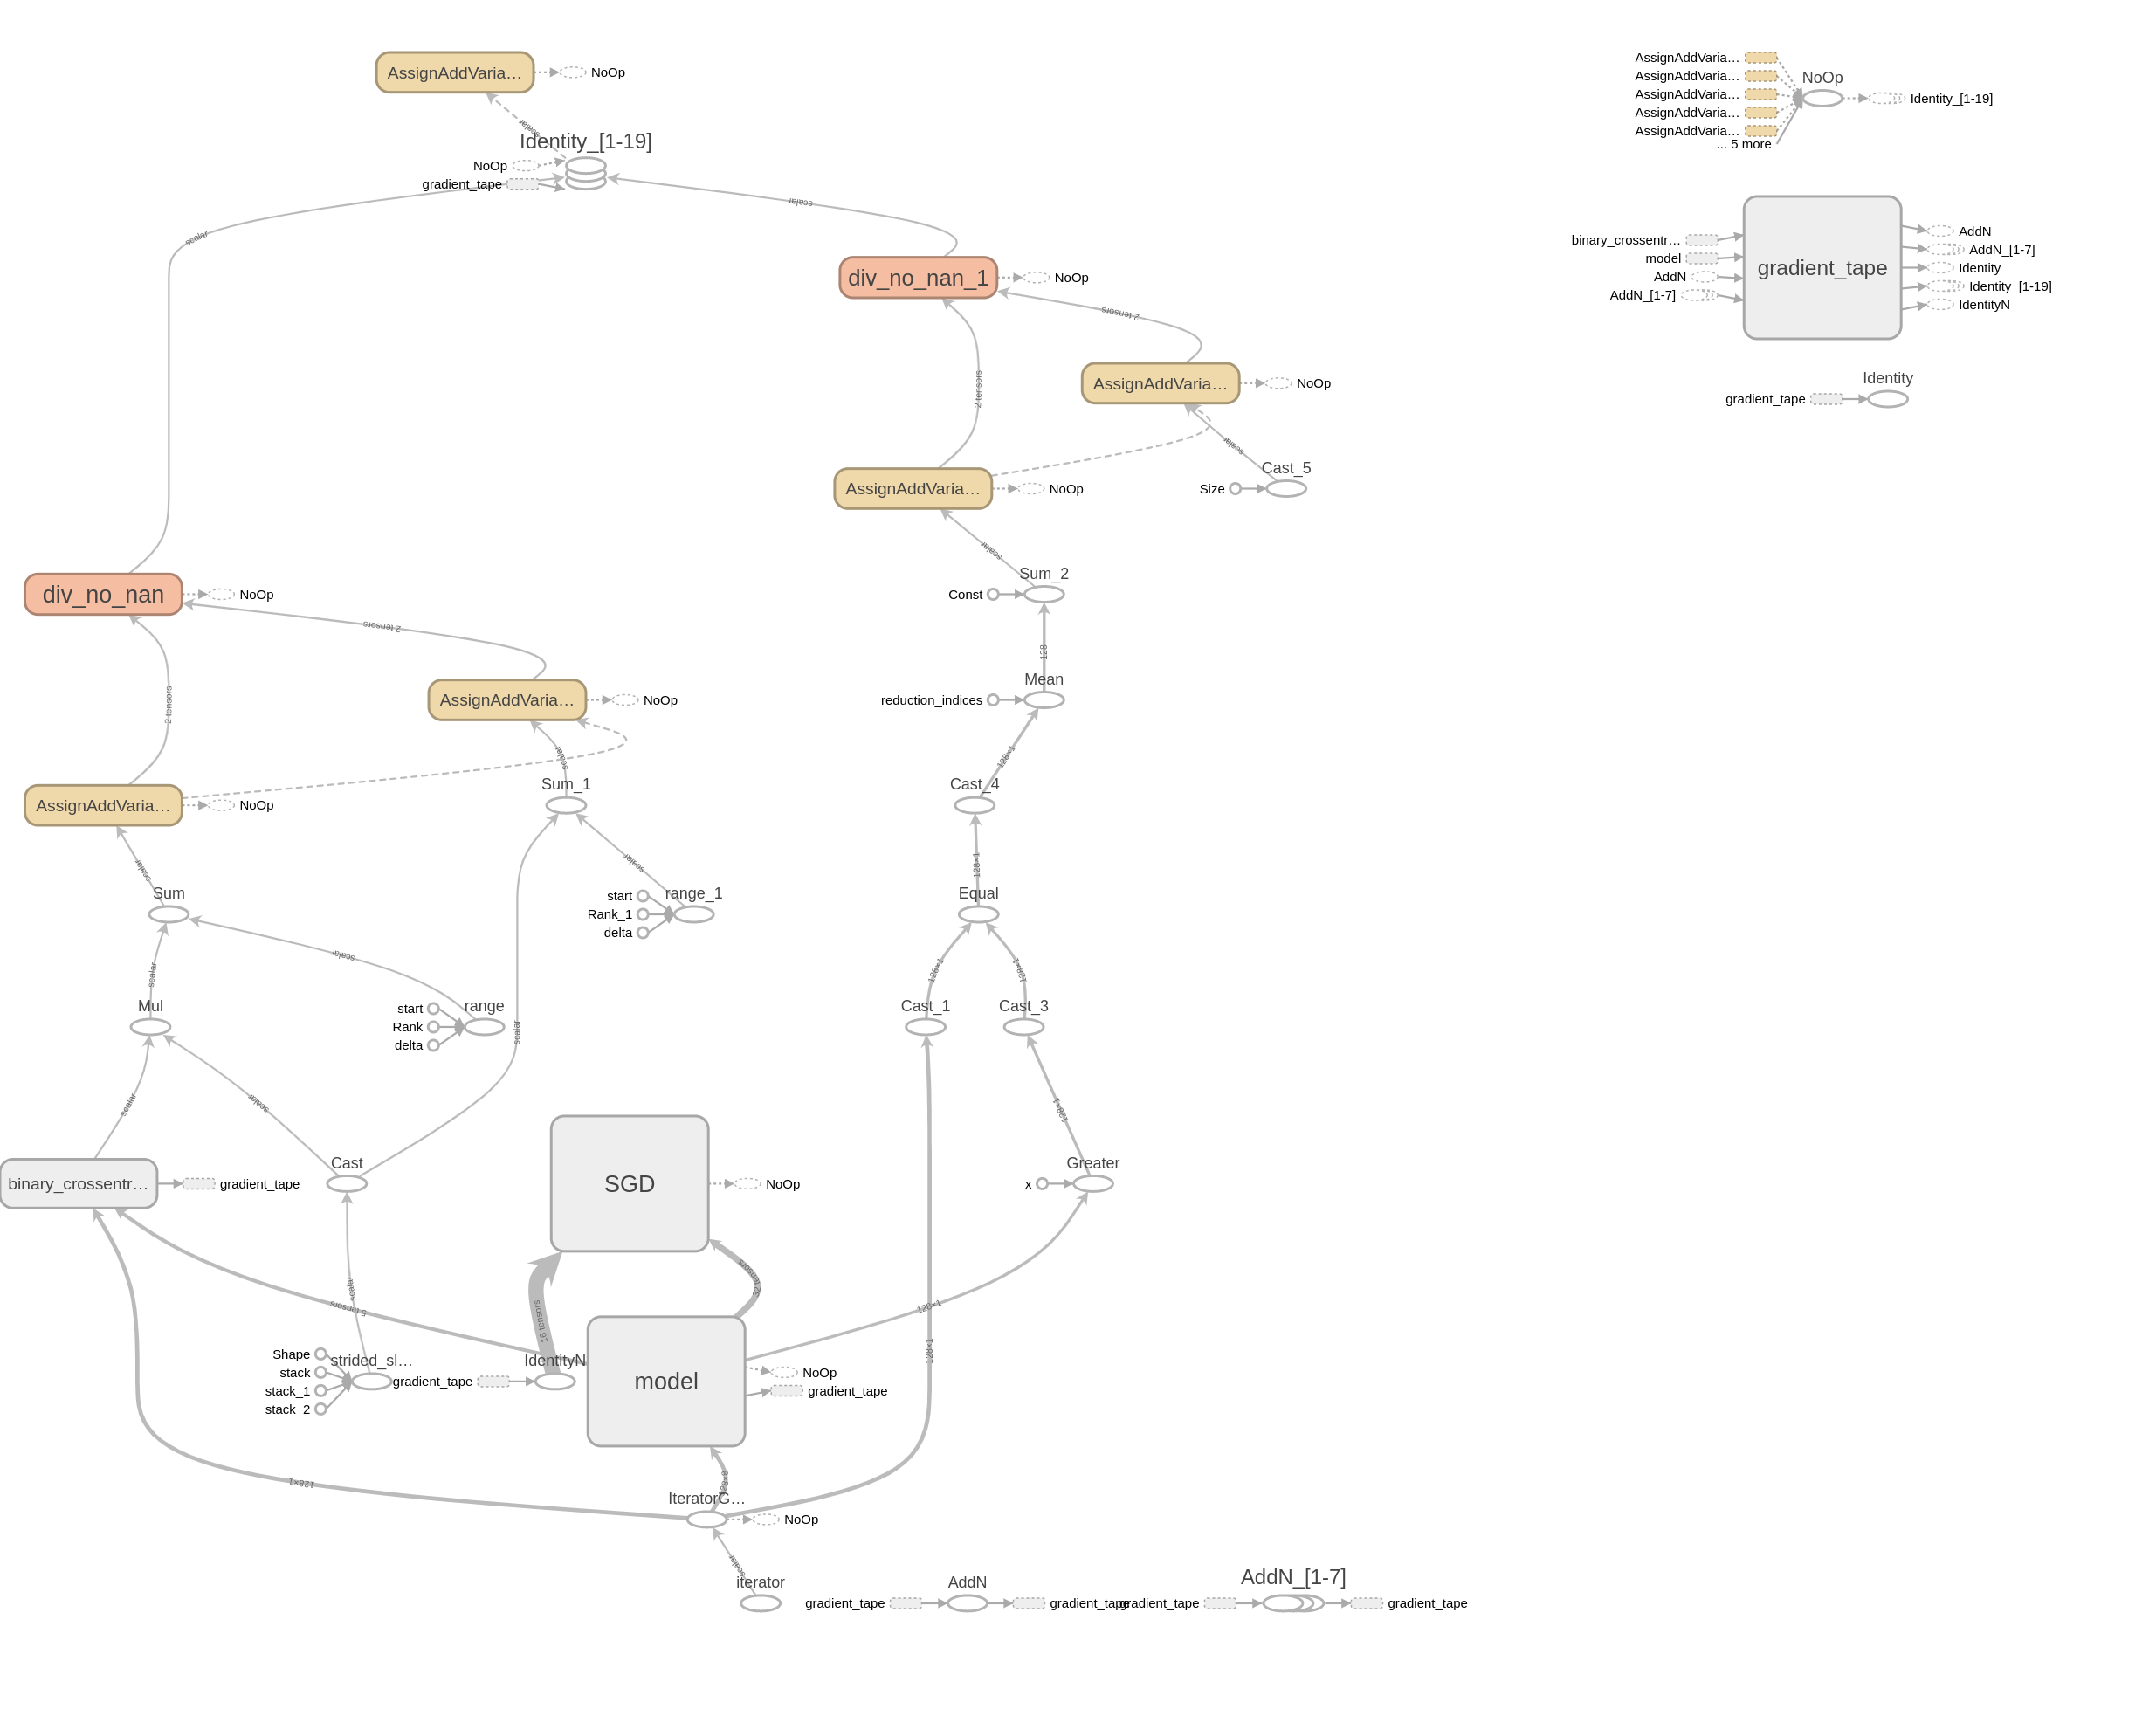 AssignAddVaria…
NoOp
scalar
Identity_[1-19]
NoOp
gradient_tape
scalar
scalar
div_no_nan_1
NoOp
2 tensors
AssignAddVaria…
NoOp
2 tensors
scalar
Cast_5
Size
AssignAddVaria…
NoOp
scalar
div_no_nan
NoOp
Sum_2
Const
2 tensors
128
Mean
reduction_indices
AssignAddVaria…
NoOp
2 tensors
scalar
128×1
Sum_1
Cast_4
AssignAddVaria…
NoOp
scalar
scalar
128×1
Sum
start
Rank_1
delta
range_1
Equal
scalar
scalar
128×1
128×1
Mul
start
Rank
delta
range
Cast_1
Cast_3
scalar
scalar
scalar
128×1
binary_crossentr…
gradient_tape
Cast
SGD
NoOp
Greater
x
scalar
5 tensors
16 tensors
32 tensors
128×1
128×1
Shape
stack
stack_1
stack_2
strided_sl…
gradient_tape
IdentityN
model
NoOp
gradient_tape
128×1
128×8
IteratorG…
NoOp
scalar
iterator
gradient_tape
AddN
gradient_tape
gradient_tape
AddN_[1-7]
gradient_tape
AssignAddVaria…
AssignAddVaria…
AssignAddVaria…
AssignAddVaria…
AssignAddVaria…
... 5 more
NoOp
Identity_[1-19]
binary_crossentr…
model
AddN
AddN_[1-7]
gradient_tape
AddN
AddN_[1-7]
Identity
Identity_[1-19]
IdentityN
Identity
gradient_tape